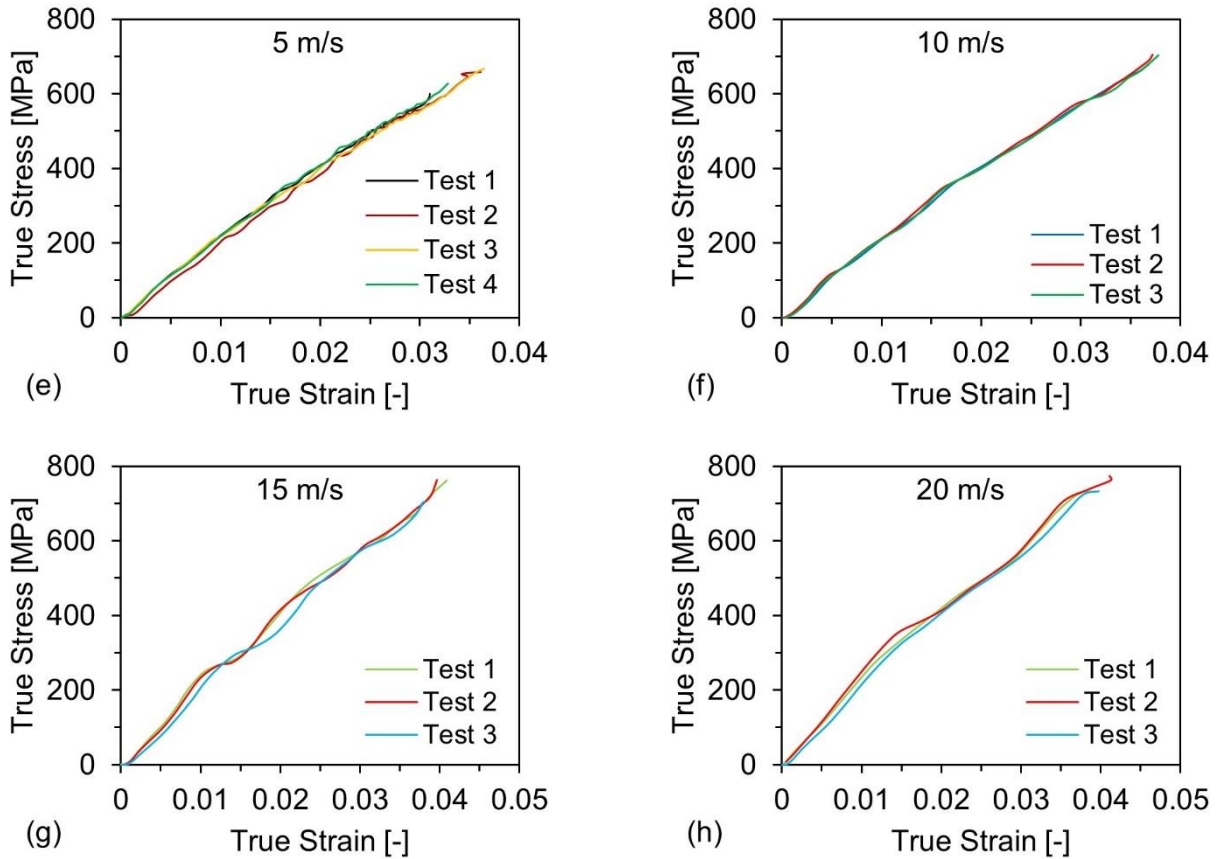 5 m/s
True Stress [MPa]
800
600
400
200
0
Test 1
Test 2
Test 3
Test 4
0 0.01 0.02 0.03 0.04
True Strain [-]
(e)
10 m/s
True Stress [MPa]
800
600
400
200
0
Test 1
Test 2
Test 3
0 0.01 0.02 0.03 0.04
True Strain [-]
(f)
15 m/s
True Stress [MPa]
800
600
400
200
0
Test 1
Test 2
Test 3
0 0.01 0.02 0.03 0.04 0.05
True Strain [-]
(g)
20 m/s
True Stress [MPa]
800
600
400
200
0
Test 1
Test 2
Test 3
0 0.01 0.02 0.03 0.04 0.05
True Strain [-]
(h)